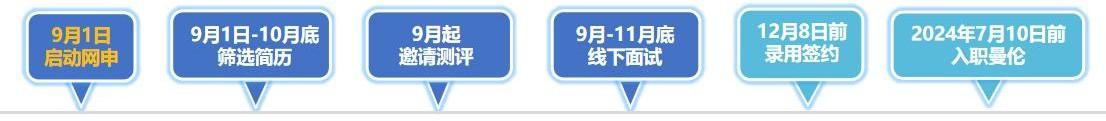 9月1日
启动网申
9月1日-10月底
筛选简历
9月起
邀请测评
9月-11月底
线下面试
12月8日前
录用签约
2024年7月10日前
入职曼伦